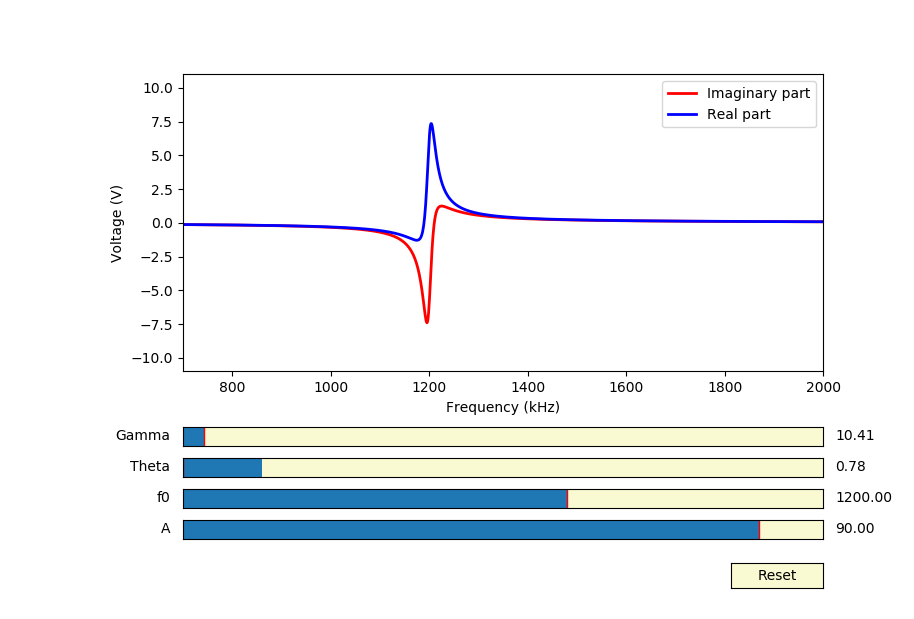 10.0
7.5
5.0
2.5
0.0
−2.5
−5.0
−7.5
−10.0
Voltage (V)
Imaginary part
Real part
800 1000 1200 1400 1600 1800 2000
Frequency (kHz)
Gamma 10.41
Theta 0.78
f0 1200.00
A 90.00
Reset